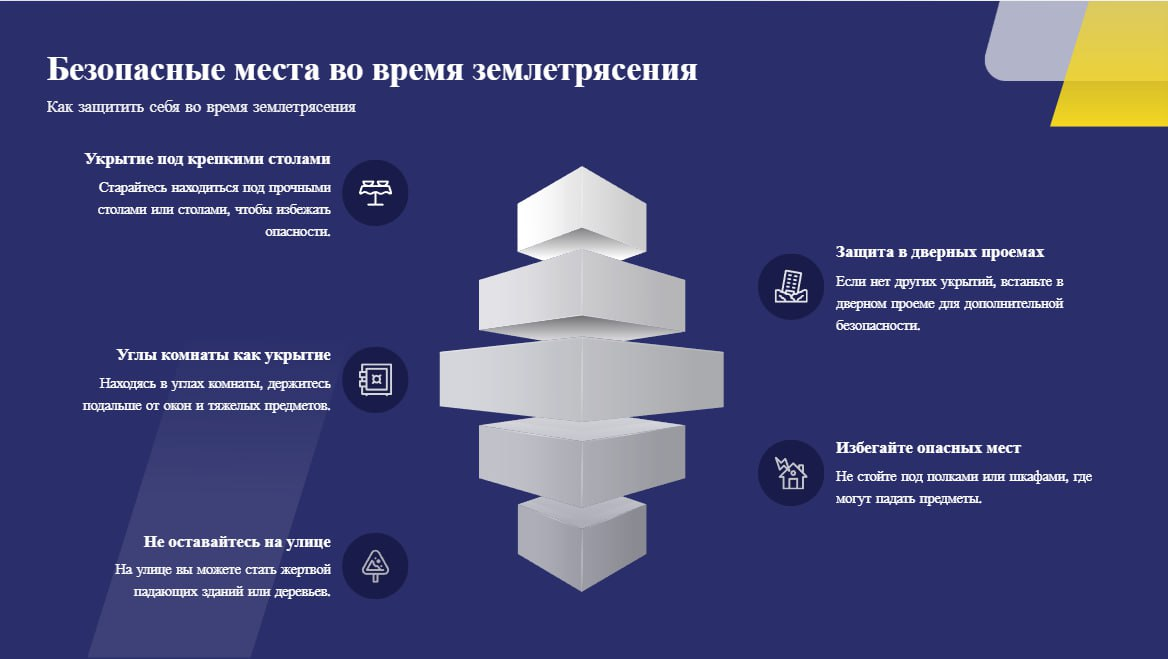 Безопасные места во время землетрясения
Как защитить себя во время землетрясения
Укрытие под крепкими столами
Старайтесь находиться под прочными
столами или столами, чтобы избежать
опасности.
Защита в дверных проемах
Если нет других укрытий, встаньте в
дверном проеме для дополнительной
безопасности.
Углы комнаты как укрытие
Находясь в углах комнаты, держитесь
подальше от окон и тяжелых предметов.
Избегайте опасных мест
Не стойте под полками или шкафами, где
могут падать предметы.
Не оставайтесь на улице
На улице вы можете стать жертвой
падающих зданий или деревьев.